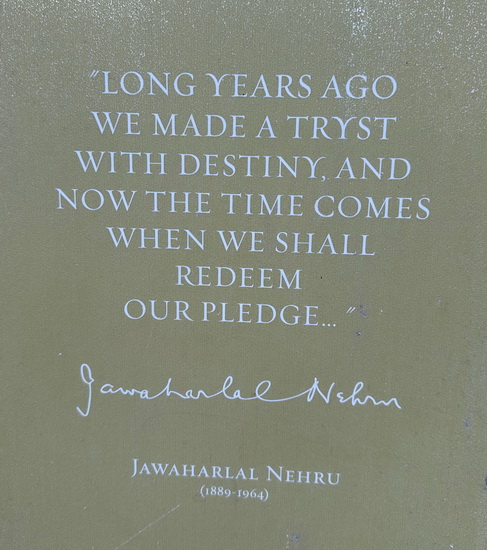 "LONG YEARS AGO
WE MADE A TRYST
WITH DESTINY, AND
NOW THE TIME COMES
WHEN WE SHALL
REDEEM
OUR PLEDGE... "
Jawaharlal Nehru
JAWAHARLAL NEHRU
(1889-1964)